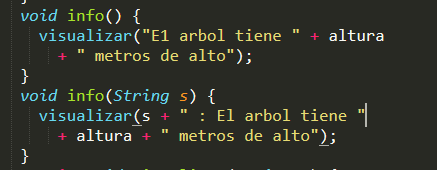 void info() {
visualizar("E1 arbol tiene " + altura
+ " metros de alto");
}
void info(String s) {
visualizar(s + " : El arbol tiene "
+ altura + " metros de alto");
}